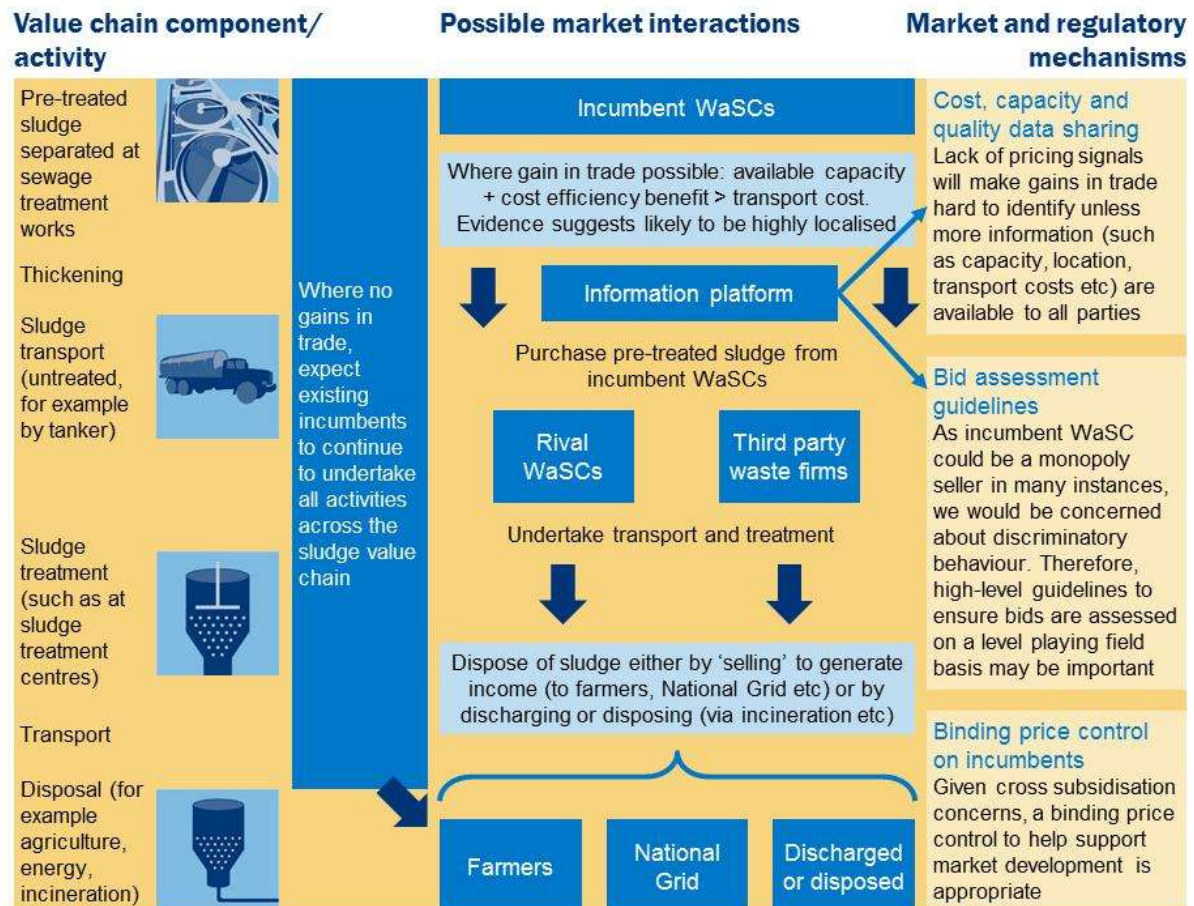 Value chain component/
activity
Possible market interactions
Market and regulatory
mechanisms
Pre-treated
sludge
separated at
sewage
treatment
works
Thickening
Sludge
transport
(untreated,
for example
by tanker)
Sludge
treatment
(such as at
sludge
treatment
centres)
Transport
Disposal (for
example
agriculture,
energy,
incineration)
Where no
gains in
trade,
expect
existing
incumbents
to continue
to undertake
all activities
across the
sludge value
chain
Incumbent WaSCs
Where gain in trade possible: available capacity
+ cost efficiency benefit > transport cost.
Evidence suggests likely to be highly localised
Information platform
Purchase pre-treated sludge from
incumbent WaSCs
Rival
WaSCs
Third party
waste firms
Undertake transport and treatment
Dispose of sludge either by ‘selling’ to generate
income (to farmers, National Grid etc) or by
discharging or disposing (via incineration etc)
Farmers
National
Grid
Discharged
or disposed
Cost, capacity and
quality data sharing
Lack of pricing signals
will make gains in trade
hard to identify unless
more information (such
as capacity, location,
transport costs etc) are
available to all parties
Bid assessment
guidelines
As incumbent WaSC
could be a monopoly
seller in many instances,
we would be concerned
about discriminatory
behaviour. Therefore,
high-level guidelines to
ensure bids are assessed
on a level playing field
basis may be important
Binding price control
on incumbents
Given cross subsidisation
concerns, a binding price
control to help support
market development is
appropriate